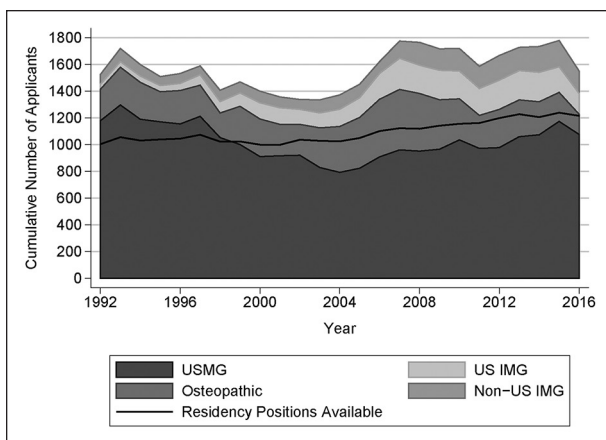 1800
1600
1400
1200
1000
800
600
400
200
0
Cumulative Number of Applicants
1992 1996 2000 2004 2008 2012 2016
Year
USMG US IMG
Osteopathic Non-US IMG
Residency Positions Available